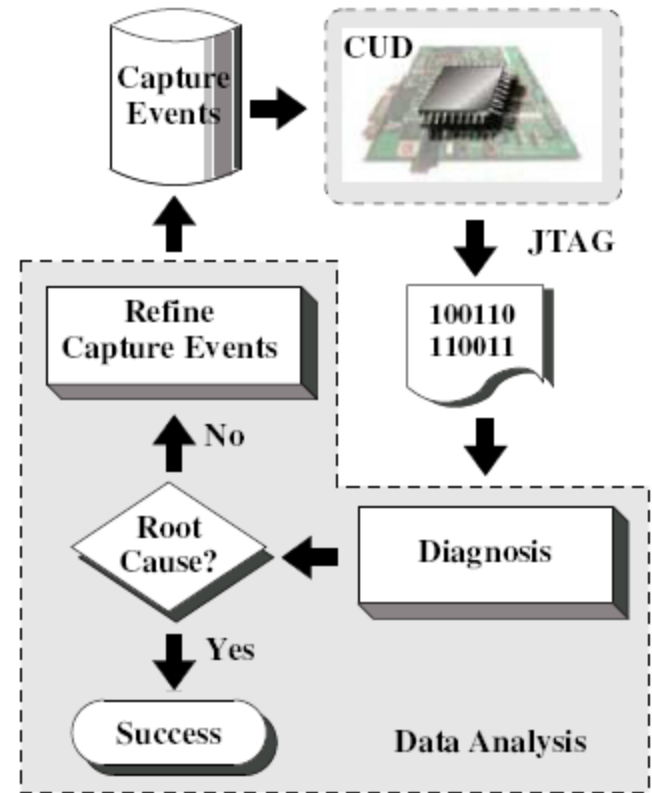 Capture
Events
CUD
JTAG
100110
110011
Refine
Capture Events
No
Root
Cause?
Diagnosis
Yes
Success
Data Analysis